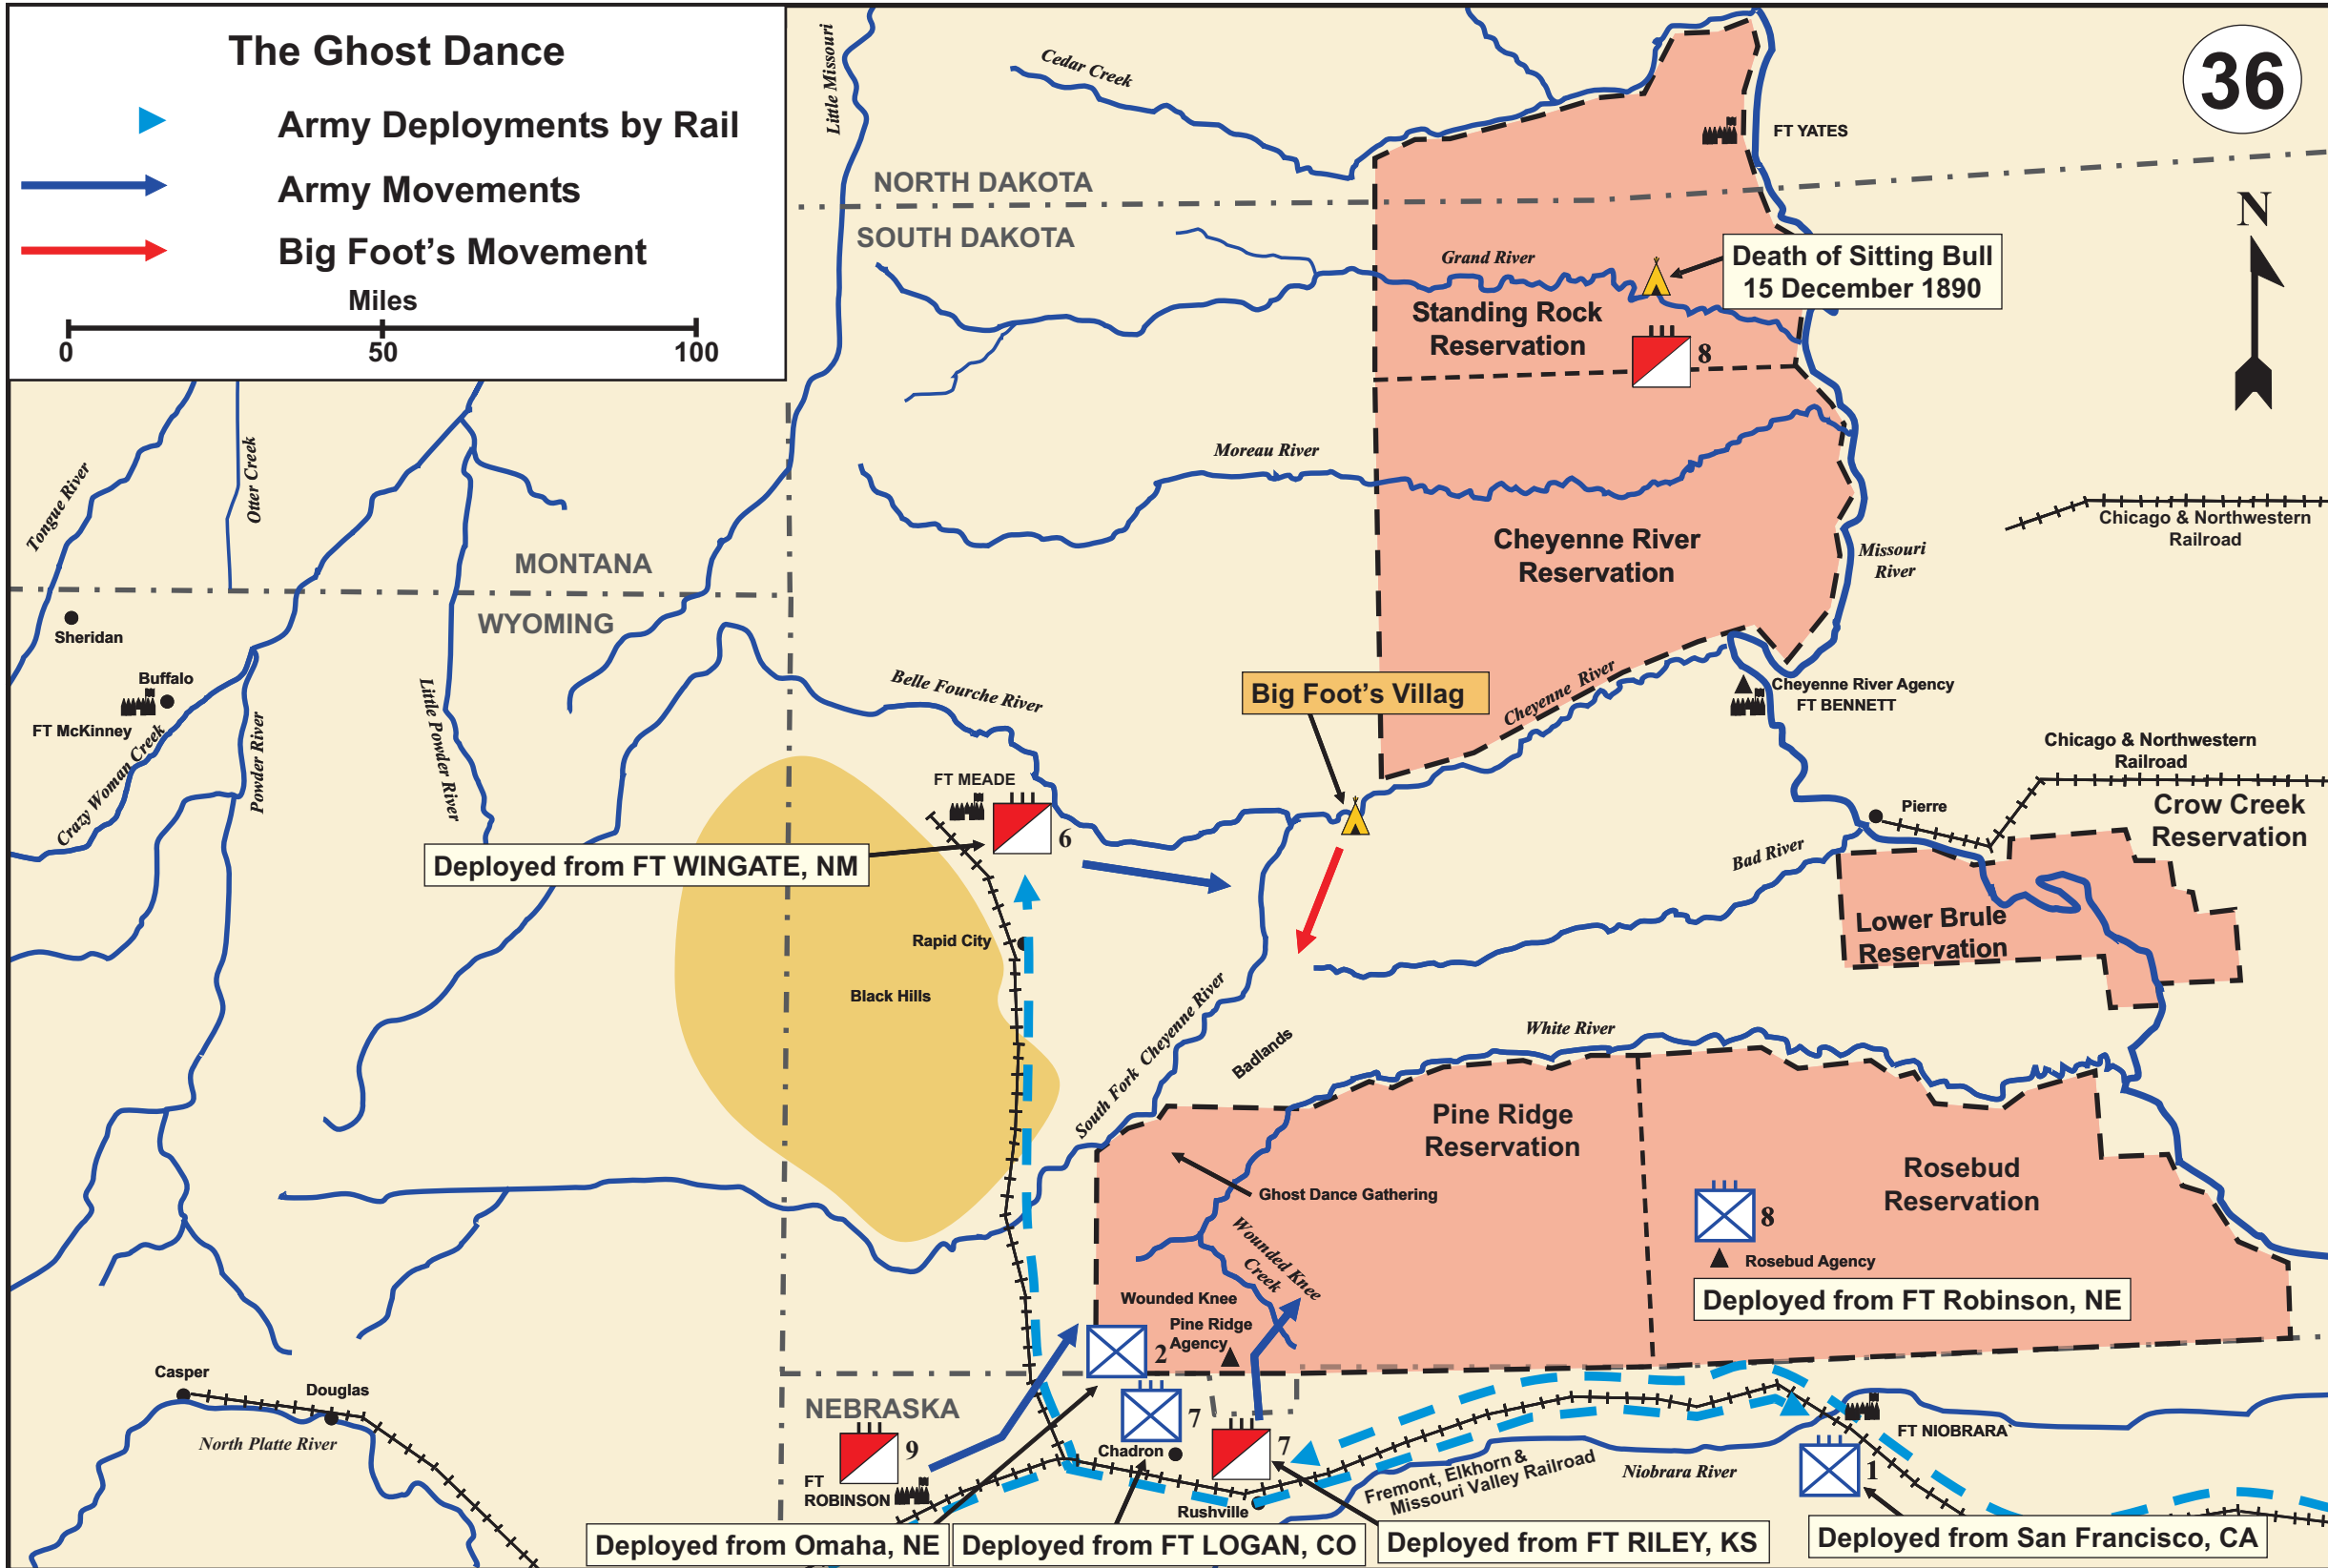 The Ghost Dance
Army Deployments by Rail
Army Movements
Big Foot's Movement
Miles
0 50 100
36
N
Little Missouri
Cedar Creek
FT YATES
NORTH DAKOTA
SOUTH DAKOTA
Grand River
Death of Sitting Bull
15 December 1890
Standing Rock
Reservation
8
Tongue River
Otter Creek
Moreau River
Chicago & Northwestern
Railroad
MONTANA
WYOMING
Cheyenne River
Reservation
Missouri
River
Sheridan
Buffalo
FT McKinney
Crazy Woman Creek
Powder River
Little Powder River
Belle Fourche River
Big Foot's Villag
Cheyenne River
Cheyenne River Agency
FT BENNETT
Chicago & Northwestern
Railroad
FT MEADE
6
Deployed from FT WINGATE, NM
Pierre
Crow Creek
Reservation
Bad River
Lower Brule
Reservation
Rapid City
Black Hills
South Fork Cheyenne River
Badlands
White River
Pine Ridge
Reservation
Rosebud
Reservation
Ghost Dance Gathering
Wounded Knee
Creek
8
Rosebud Agency
Deployed from FT Robinson, NE
Wounded Knee
Pine Ridge
Agency
2
Casper
Douglas
North Platte River
NEBRASKA
9
FT
ROBINSON
7
Chadron
7
Rushville
Fremont, Elkhorn &
Missouri Valley Railroad
Niobrara River
FT NIOBRARA
1
Deployed from Omaha, NE
Deployed from FT LOGAN, CO
Deployed from FT RILEY, KS
Deployed from San Francisco, CA